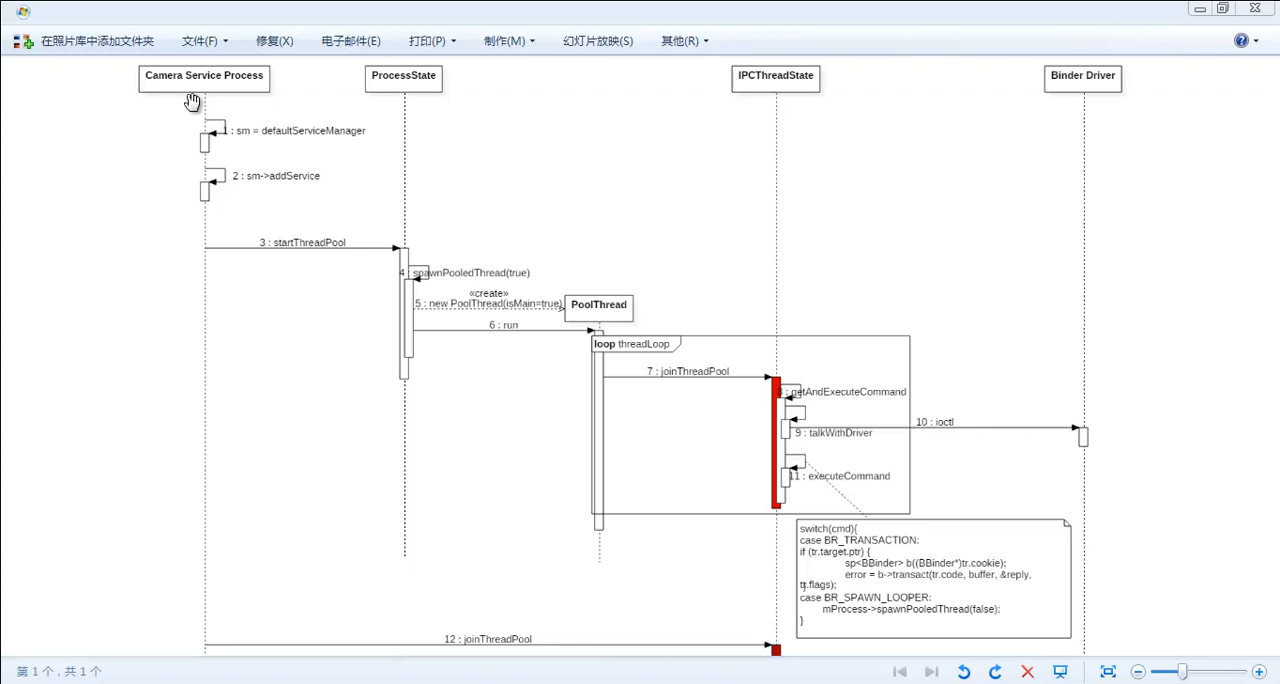 在照片库中添加文件夹 文件(F) 修复(X) 电子邮件(E) 打印(P) 制作(M) 幻灯片放映(S) 其他(R)
Camera Service Process
ProcessState
IPCThreadState
Binder Driver
1 : sm = defaultServiceManager
2 : sm->addService
3 : startThreadPool
4 : spawnPooledThread(true)
«create»
5 : new PoolThread(isMain=true)
PoolThread
6 : run
loop threadLoop
7 : joinThreadPool
8 : getAndExecuteCommand
10 : ioctl
9 : talkWithDriver
11 : executeCommand
switch(cmd){
case BR_TRANSACTION:
if (tr.target.ptr) {
sp<BBinder> b((BBinder*)tr.cookie);
error = b->transact(tr.code, buffer, &reply,
tr.flags);
case BR_SPAWN_LOOPER:
mProcess->spawnPooledThread(false);
}
12 : joinThreadPool
第 1 个，共 1 个